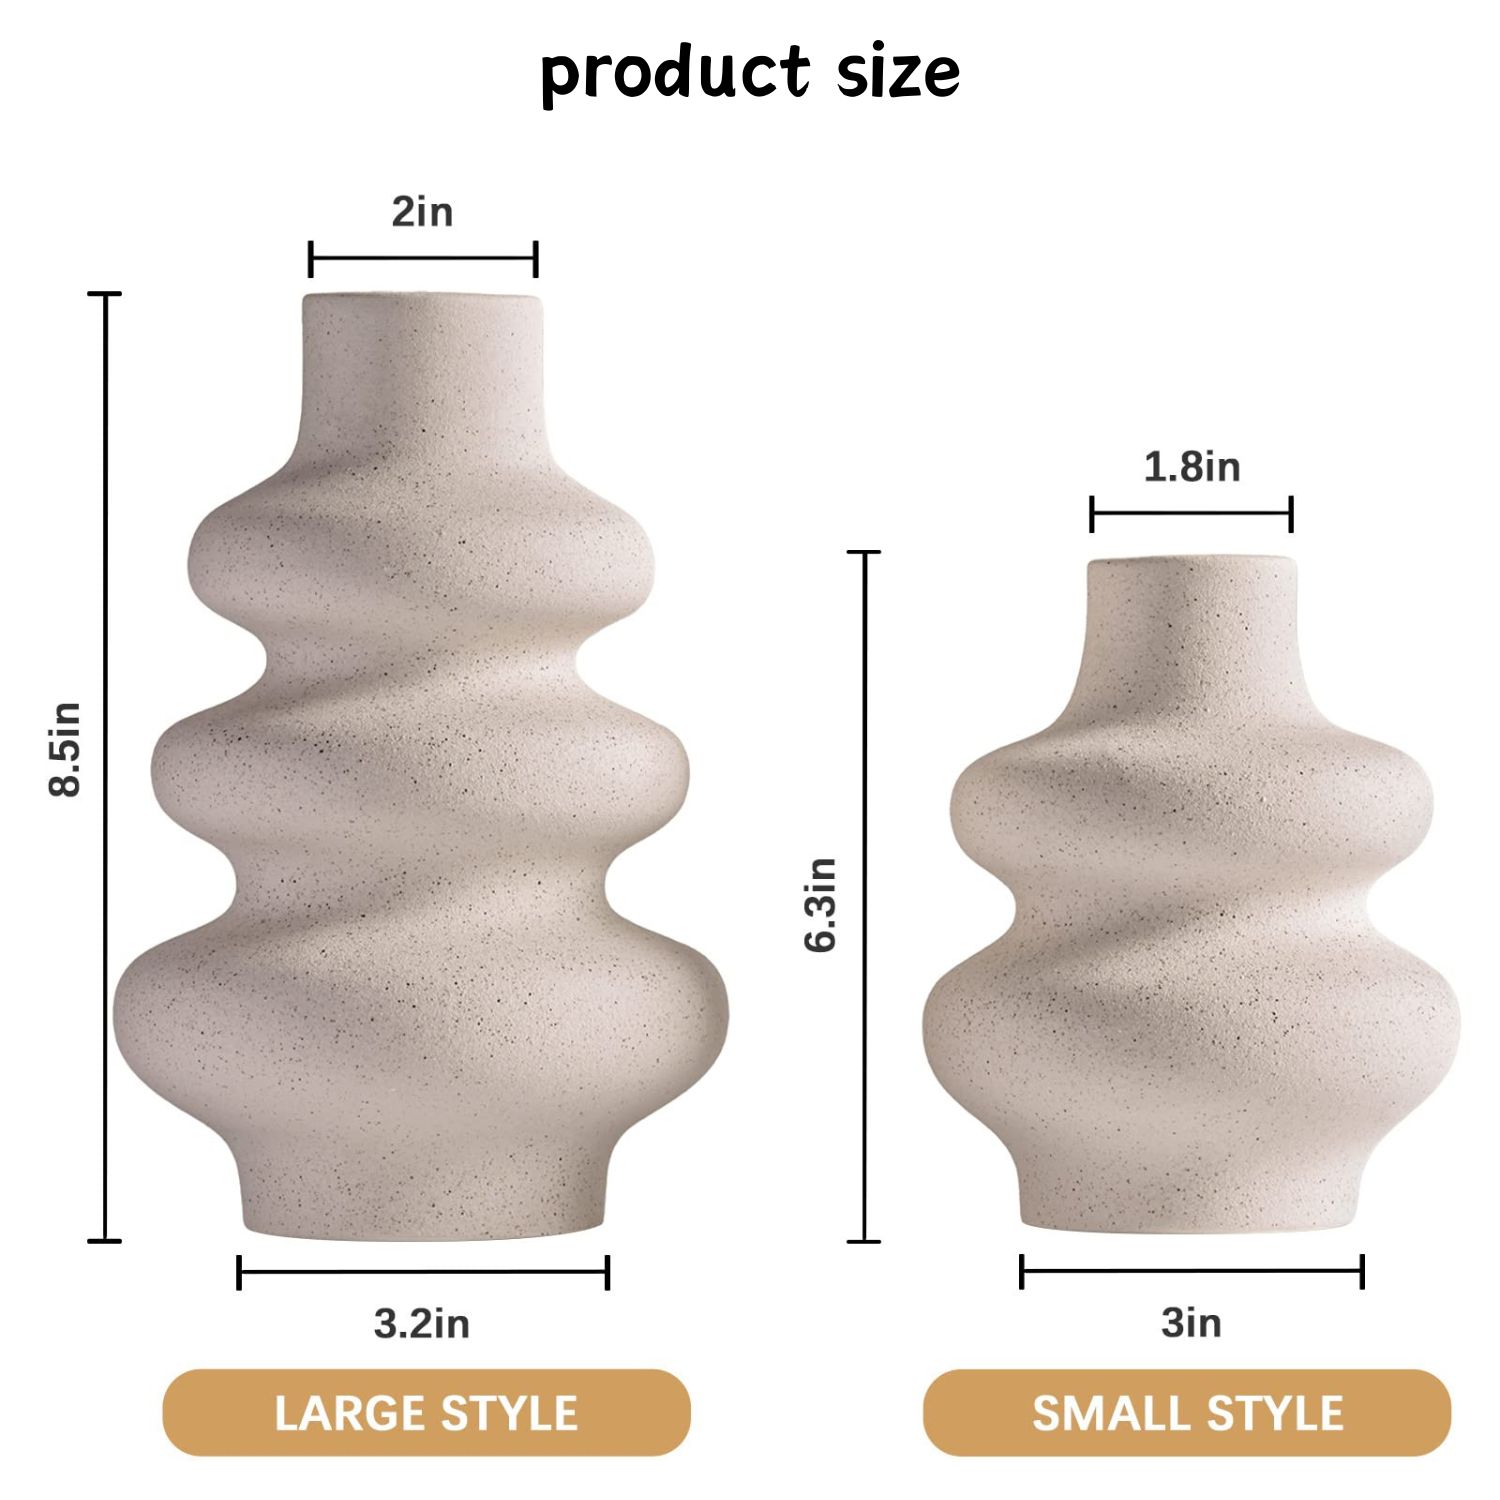 product size
2in
8.5in
1.8in
6.3in
3.2in
3in
LARGE STYLE
SMALL STYLE